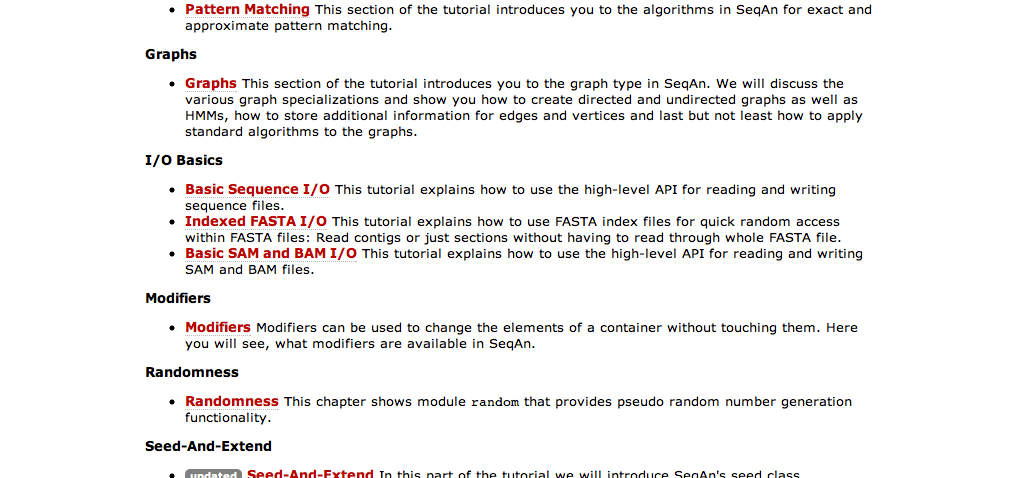 Pattern Matching This section of the tutorial introduces you to the algorithms in SeqAn for exact and
approximate pattern matching.
Graphs
Graphs This section of the tutorial introduces you to the graph type in SeqAn. We will discuss the
various graph specializations and show you how to create directed and undirected graphs as well as
HMMs, how to store additional information for edges and vertices and last but not least how to apply
standard algorithms to the graphs.
I/O Basics
Basic Sequence I/O This tutorial explains how to use the high-level API for reading and writing
sequence files.
Indexed FASTA I/O This tutorial explains how to use FASTA index files for quick random access
within FASTA files: Read contigs or just sections without having to read through whole FASTA file.
Basic SAM and BAM I/O This tutorial explains how to use the high-level API for reading and writing
SAM and BAM files.
Modifiers
Modifiers Modifiers can be used to change the elements of a container without touching them. Here
you will see, what modifiers are available in SeqAn.
Randomness
Randomness This chapter shows module random that provides pseudo random number generation
functionality.
Seed-And-Extend
updated Seed-And-Extend In this part of the tutorial we will introduce SeqAn's seed class